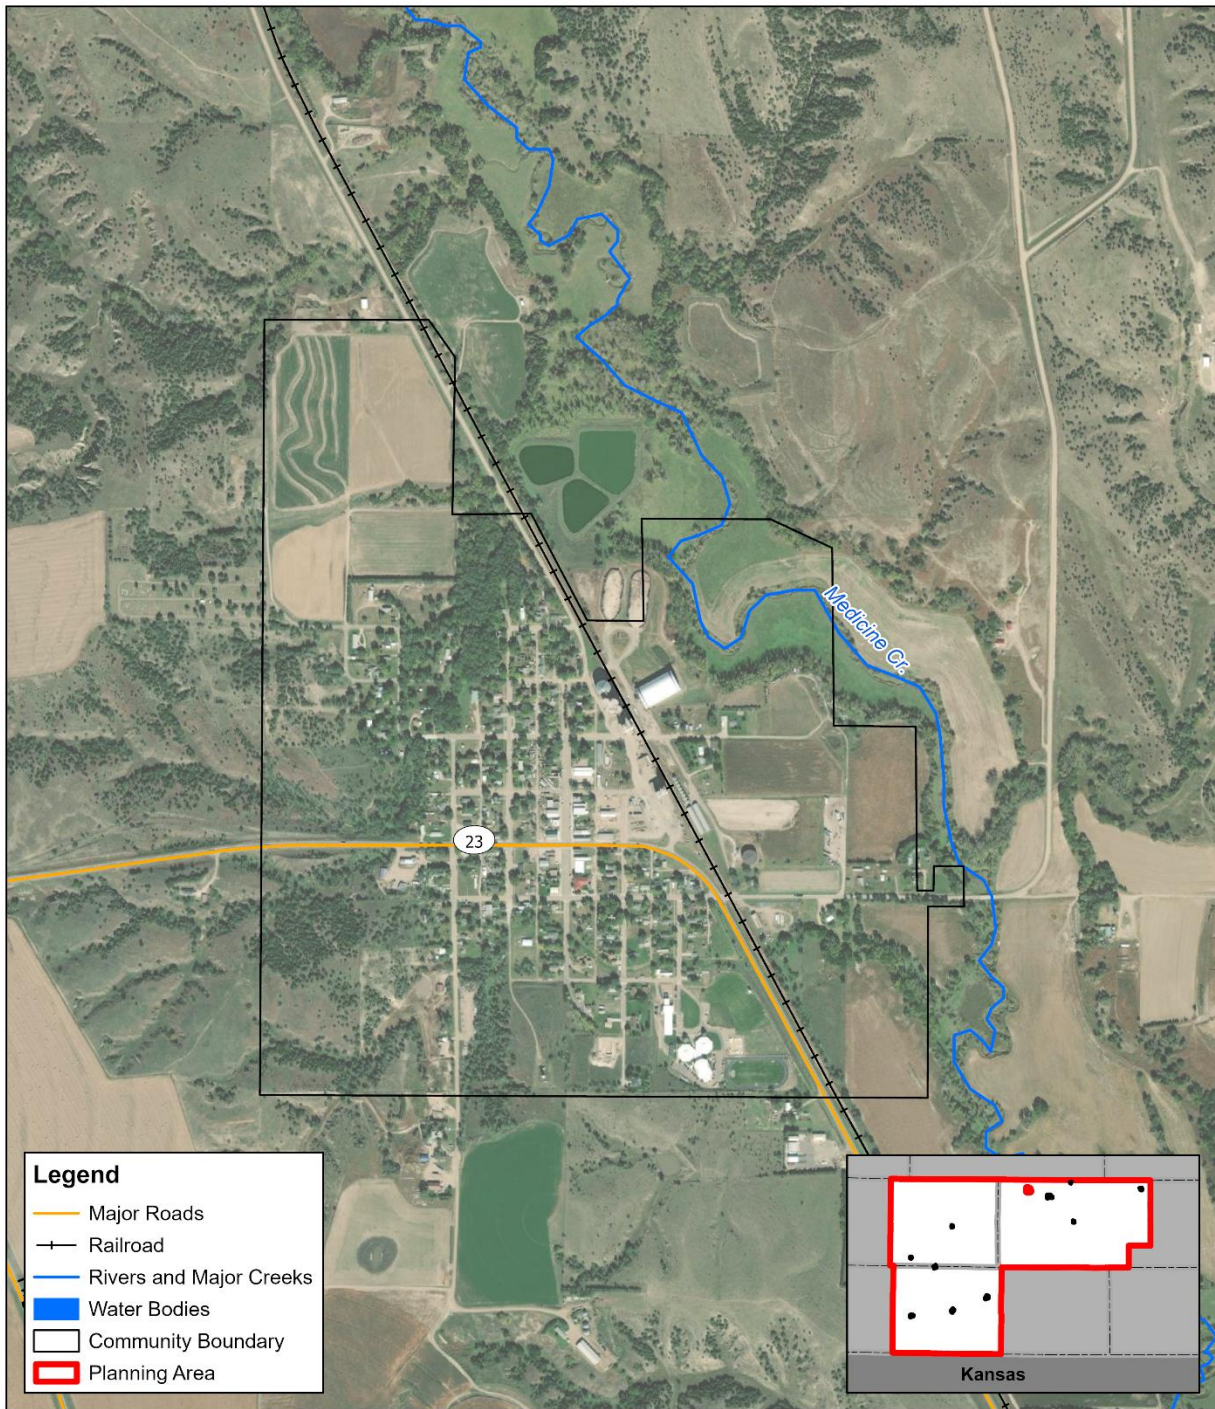 Medicine Cr.
23
Legend
Major Roads
Railroad
Rivers and Major Creeks
Water Bodies
Community Boundary
Planning Area
Kansas